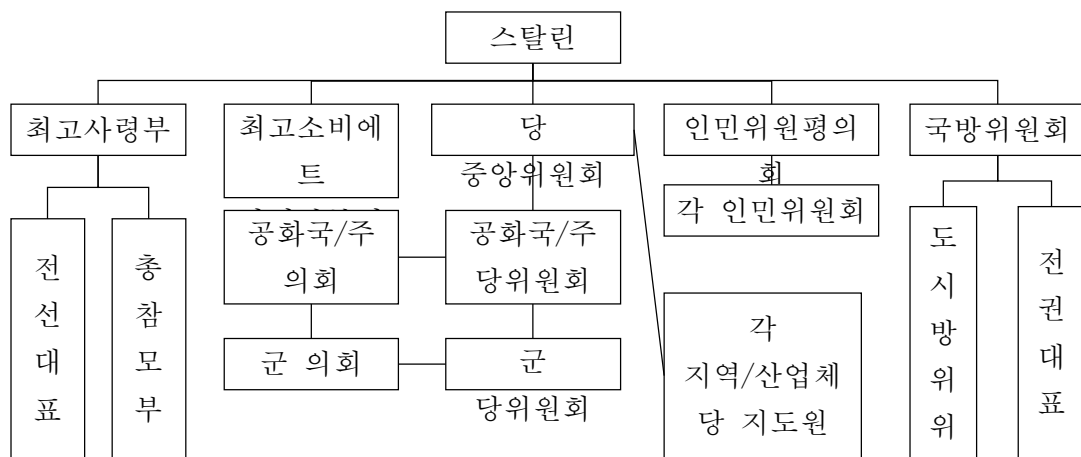 스탈린
최고사령부
최고소비에
트
당
중앙위원회
인민위원평의
회
국방위원회
각 인민위원회
공화국/주
의회
공화국/주
당위원회
군 의회
군
당위원회
전
선
대
표
총
참
모
부
각
지역/산업체
당 지도원
도
시
방
위
위
전
권
대
표